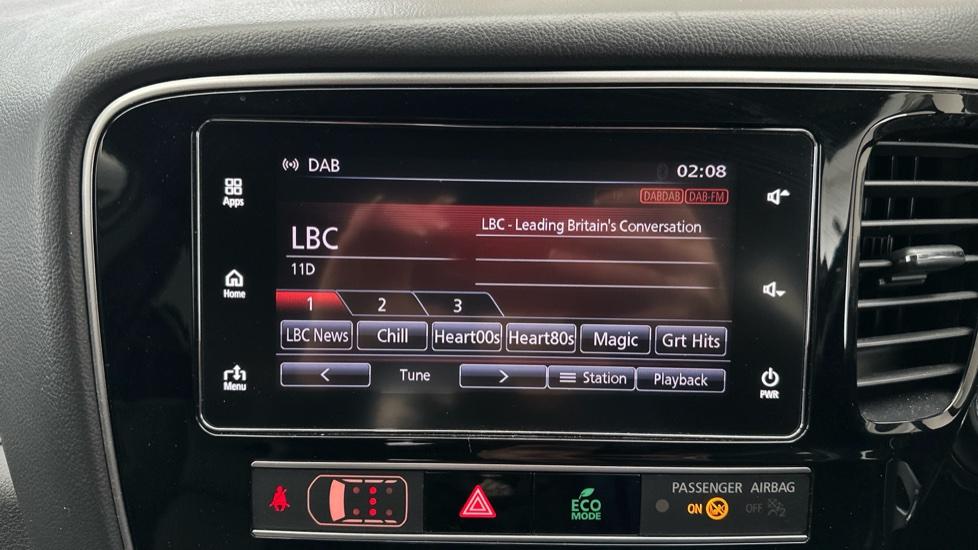 DAB 02:08
DABDAB DAB-FM
Apps
LBC
LBC - Leading Britain's Conversation
11D
Home
1 2 3
LBC News Chill Heart00s Heart80s Magic Grt Hits
< Tune > Station Playback
Menu
PWR
PASSENGER AIRBAG
ECO
MODE
ON OFF